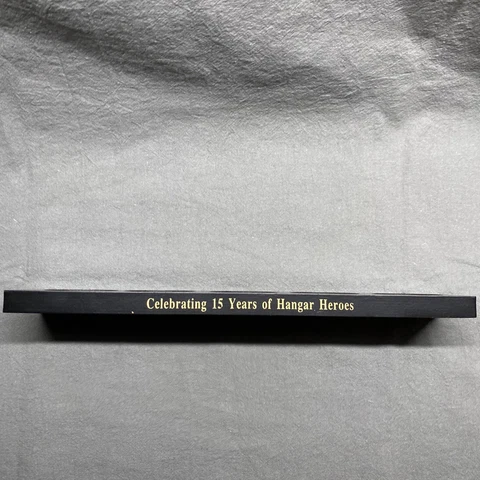 Celebrating 15 Years of Hangar Heroes